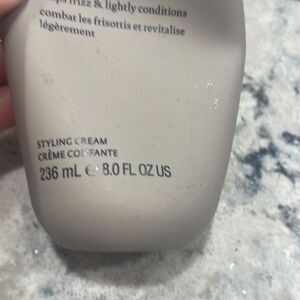 frizz & lightly conditions
combat les frisottis et revitalise
légèrement
STYLING CREAM
CRÈME COIFFANTE
236 mL ℮ 8.0 FL OZ US